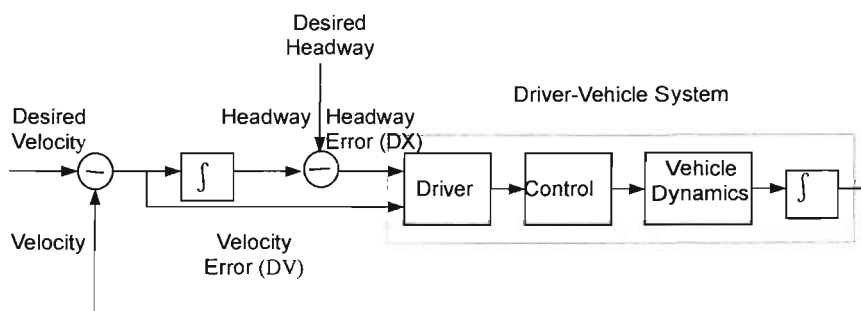 Desired
Headway
Driver-Vehicle System
Desired
Velocity
Headway
Headway
Error (DX)
∫
Driver
Control
Vehicle
Dynamics
∫
Velocity
Velocity
Error (DV)